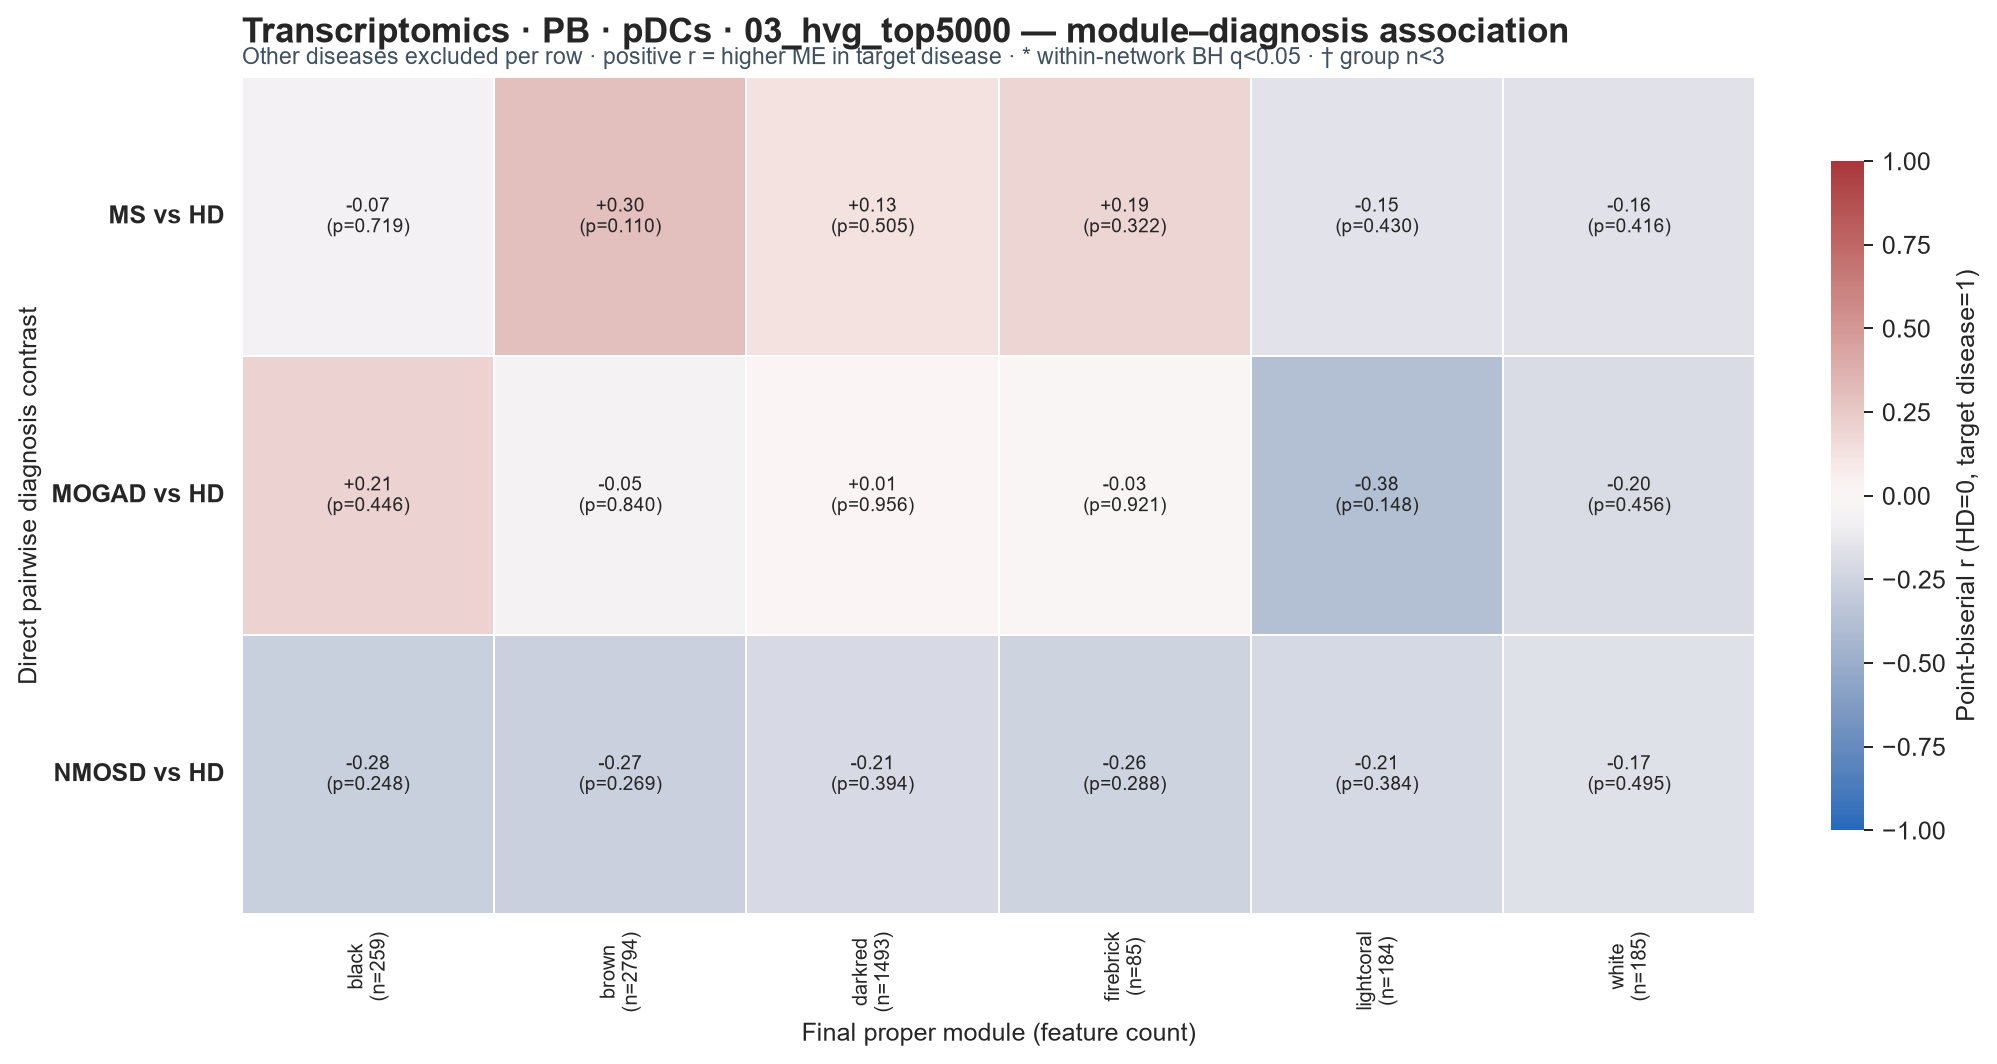 Transcriptomics · PB · pDCs · 03_hvg_top5000 — module–diagnosis association
Other diseases excluded per row · positive r = higher ME in target disease · * within-network BH q<0.05 · † group n<3
Direct pairwise diagnosis contrast
MS vs HD
-0.07
(p=0.719)
+0.30
(p=0.110)
+0.13
(p=0.505)
+0.19
(p=0.322)
-0.15
(p=0.430)
-0.16
(p=0.416)
MOGAD vs HD
+0.21
(p=0.446)
-0.05
(p=0.840)
+0.01
(p=0.956)
-0.03
(p=0.921)
-0.38
(p=0.148)
-0.20
(p=0.456)
NMOSD vs HD
-0.28
(p=0.248)
-0.27
(p=0.269)
-0.21
(p=0.394)
-0.26
(p=0.288)
-0.21
(p=0.384)
-0.17
(p=0.495)
black
(n=259)
brown
(n=2794)
darkred
(n=1493)
firebrick
(n=85)
lightcoral
(n=184)
white
(n=185)
Final proper module (feature count)
1.00
0.75
0.50
0.25
0.00
−0.25
−0.50
−0.75
−1.00
Point-biserial r (HD=0, target disease=1)